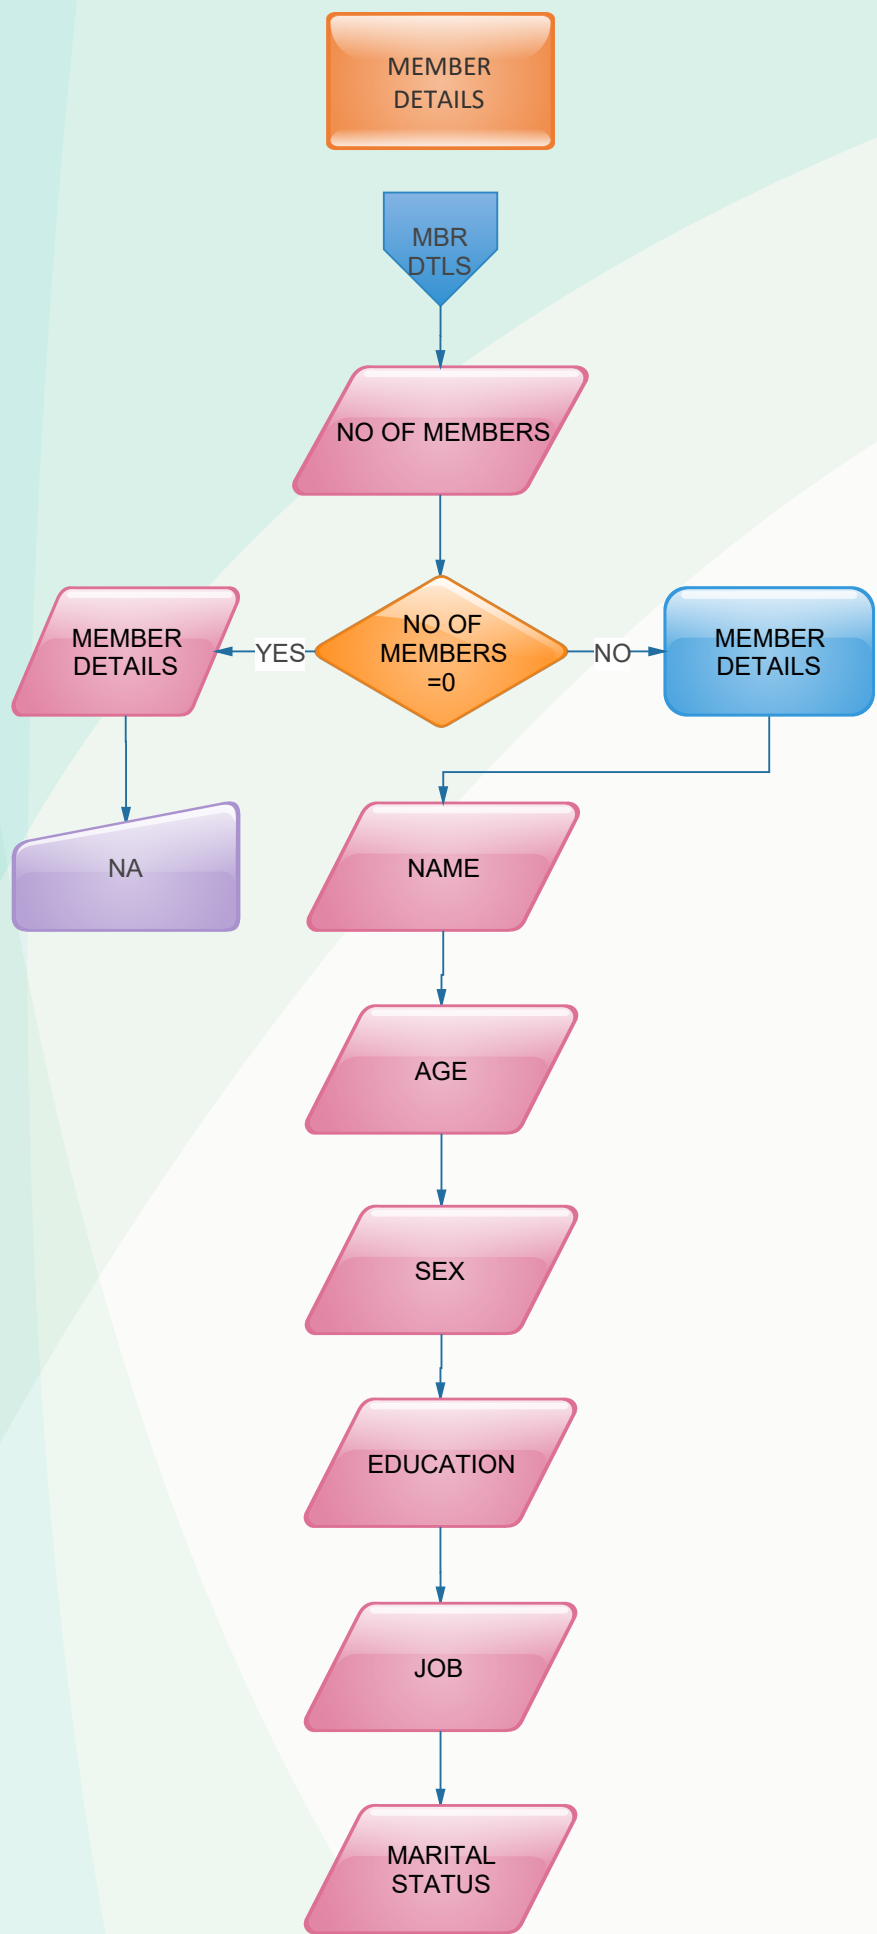 MEMBER
DETAILS
MBR
DTLS
NO OF MEMBERS
MEMBER
DETAILS
YES
NO OF
MEMBERS
=0
NO
MEMBER
DETAILS
NA
NAME
AGE
SEX
EDUCATION
JOB
MARITAL
STATUS